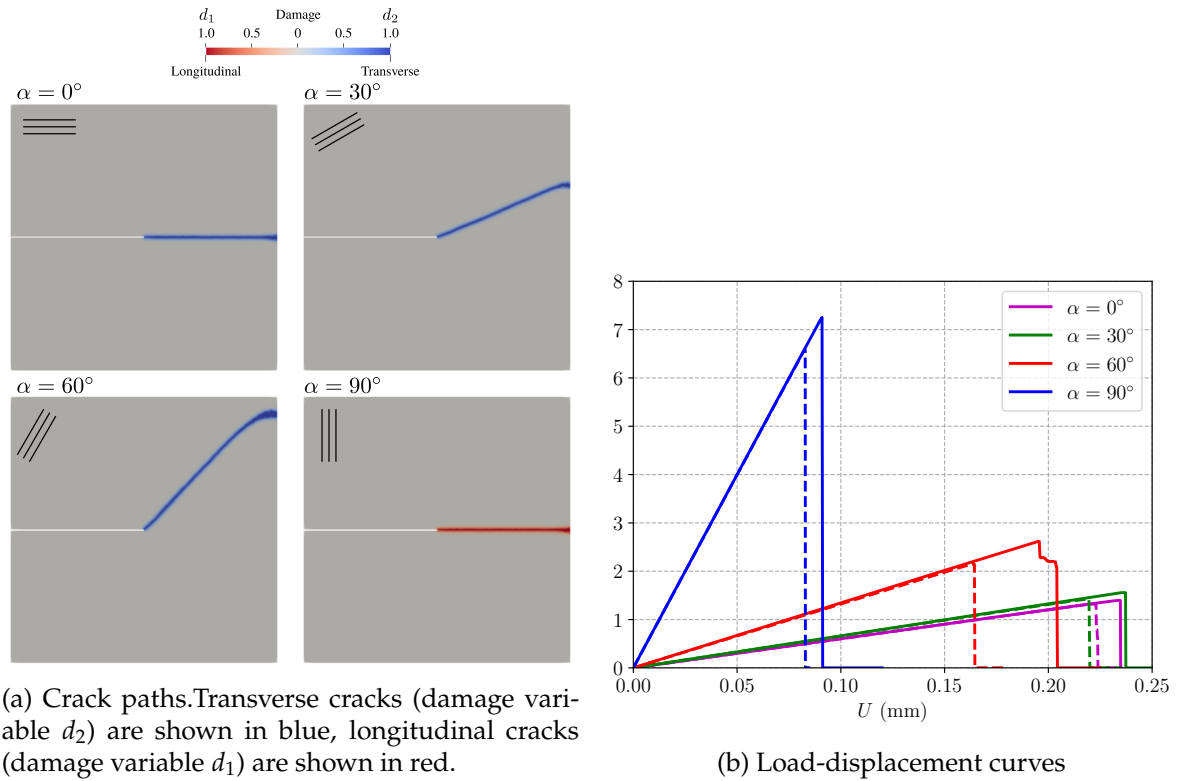 d₁ Damage d₂
1.0 0.5 0 0.5 1.0
Longitudinal Transverse
α = 0° α = 30°
α = 60° α = 90°
(a) Crack paths.Transverse cracks (damage vari-
able d₂) are shown in blue, longitudinal cracks
(damage variable d₁) are shown in red.
8
7
6
5
4
3
2
1
0
α = 0°
α = 30°
α = 60°
α = 90°
0.00 0.05 0.10 0.15 0.20 0.25
U (mm)
(b) Load-displacement curves